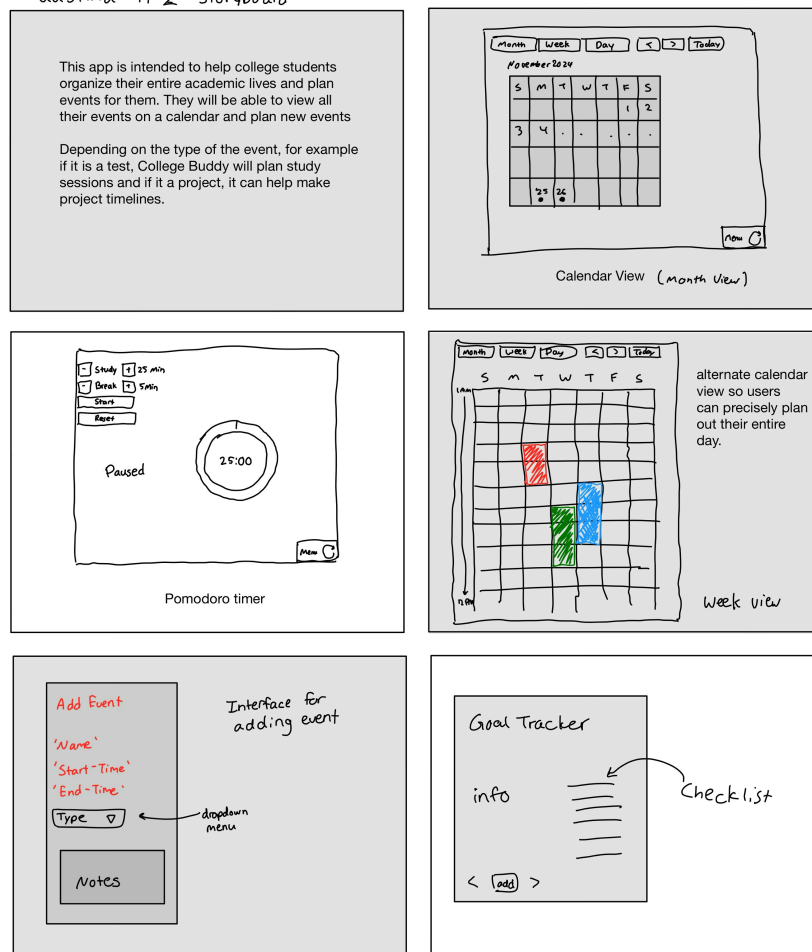 Storyboard
This app is intended to help college students
organize their entire academic lives and plan
events for them. They will be able to view all
their events on a calendar and plan new events
Depending on the type of the event, for example
if it is a test, College Buddy will plan study
sessions and if it a project, it can help make
project timelines.
Month Week Day < > Today
November 2024
S M T W T F S
1 2
3 4 . . . . .
25 26
Menu
Calendar View (Month View)
- Study + 25 Min
- Break + 5 Min
Start
Reset
Paused
25:00
Menu
Pomodoro timer
Month Week Day < > Today
S M T W T F S
1AM
12AM
alternate calendar
view so users
can precisely plan
out their entire
day.
Week View
Add Event
'Name'
'Start-Time'
'End-Time'
Type
dropdown
menu
Notes
Interface for
adding event
Goal Tracker
info
Checklist
< add >